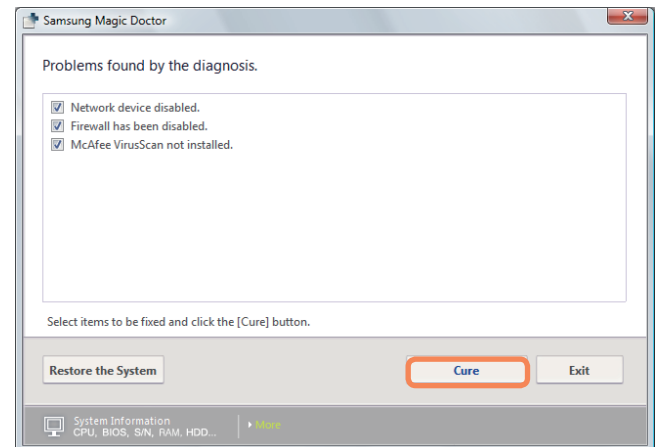 Samsung Magic Doctor
Problems found by the diagnosis.
Network device disabled.
Firewall has been disabled.
McAfee VirusScan not installed.
Select items to be fixed and click the [Cure] button.
Restore the System Cure Exit
System Information ▸ More
CPU, BIOS, S/N, RAM, HDD...